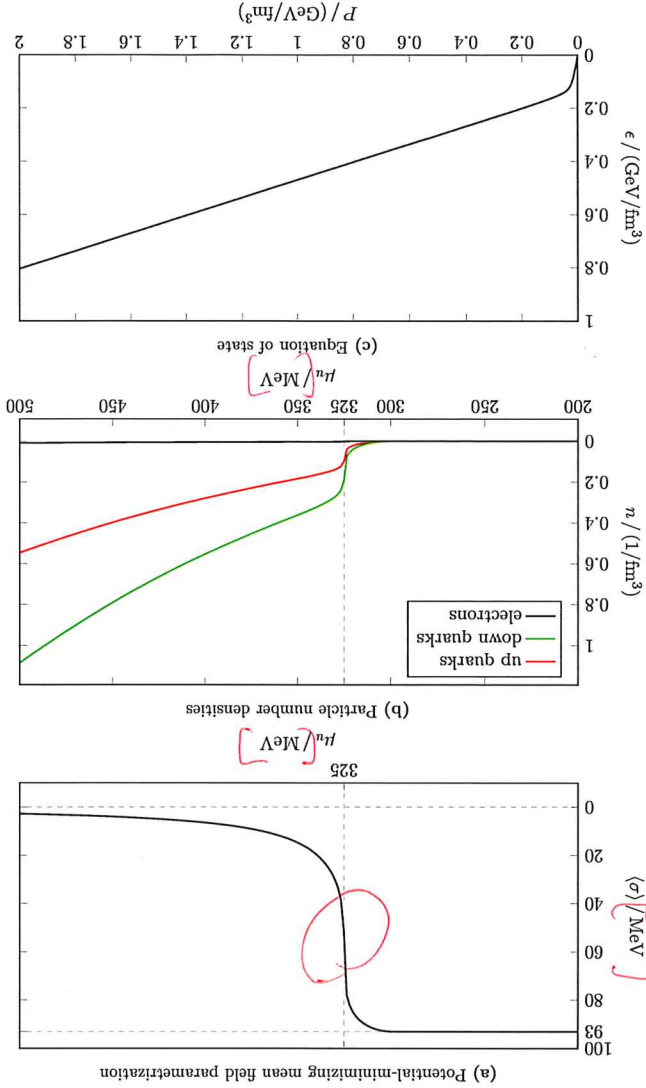 (a) Potential-minimizing mean field parametrization
100
93
80
60
40
20
0
⟨σ⟩ / MeV
325
μu [/ MeV]
(b) Particle number densities
1
0.8
0.6
0.4
0.2
0
n / (1/fm³)
up quarks
down quarks
electrons
200 250 300 325 350 400 450 500
μu [/ MeV]
(c) Equation of state
1
0.8
0.6
0.4
0.2
0
ϵ / (GeV/fm³)
0 0.2 0.4 0.6 0.8 1 1.2 1.4 1.6 1.8 2
P / (GeV/fm³)